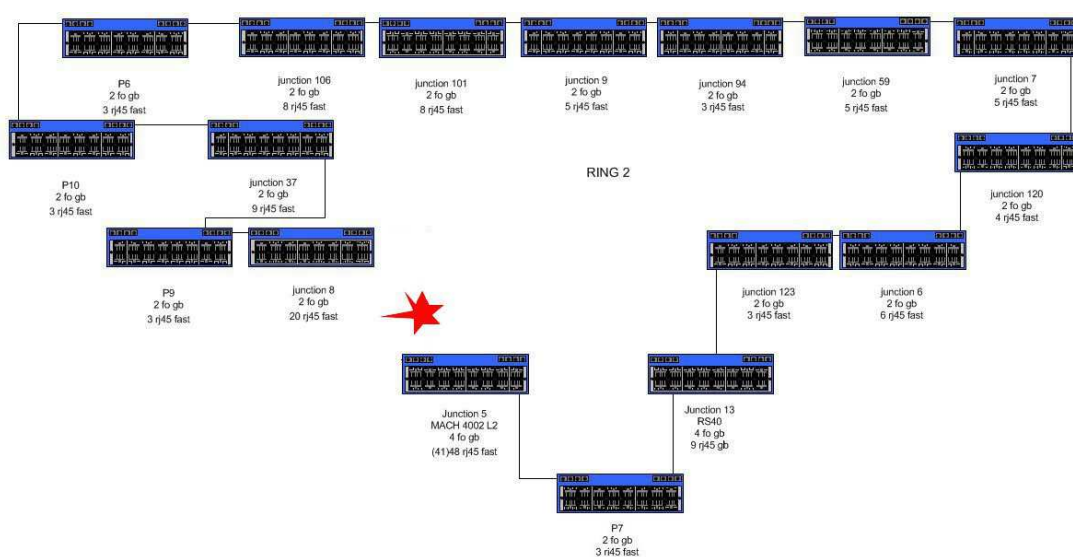 P6
2 fo gb
3 rj45 fast
junction 106
2 fo gb
8 rj45 fast
junction 101
2 fo gb
8 rj45 fast
junction 9
2 fo gb
5 rj45 fast
junction 94
2 fo gb
3 rj45 fast
junction 59
2 fo gb
5 rj45 fast
junction 7
2 fo gb
5 rj45 fast
P10
2 fo gb
3 rj45 fast
junction 37
2 fo gb
9 rj45 fast
RING 2
junction 120
2 fo gb
4 rj45 fast
P9
2 fo gb
3 rj45 fast
junction 8
2 fo gb
20 rj45 fast
junction 123
2 fo gb
3 rj45 fast
junction 6
2 fo gb
6 rj45 fast
Junction 5
MACH 4002 L2
4 fo gb
(41)48 rj45 fast
Junction 13
RS40
4 fo gb
9 rj45 gb
P7
2 fo gb
3 rj45 fast